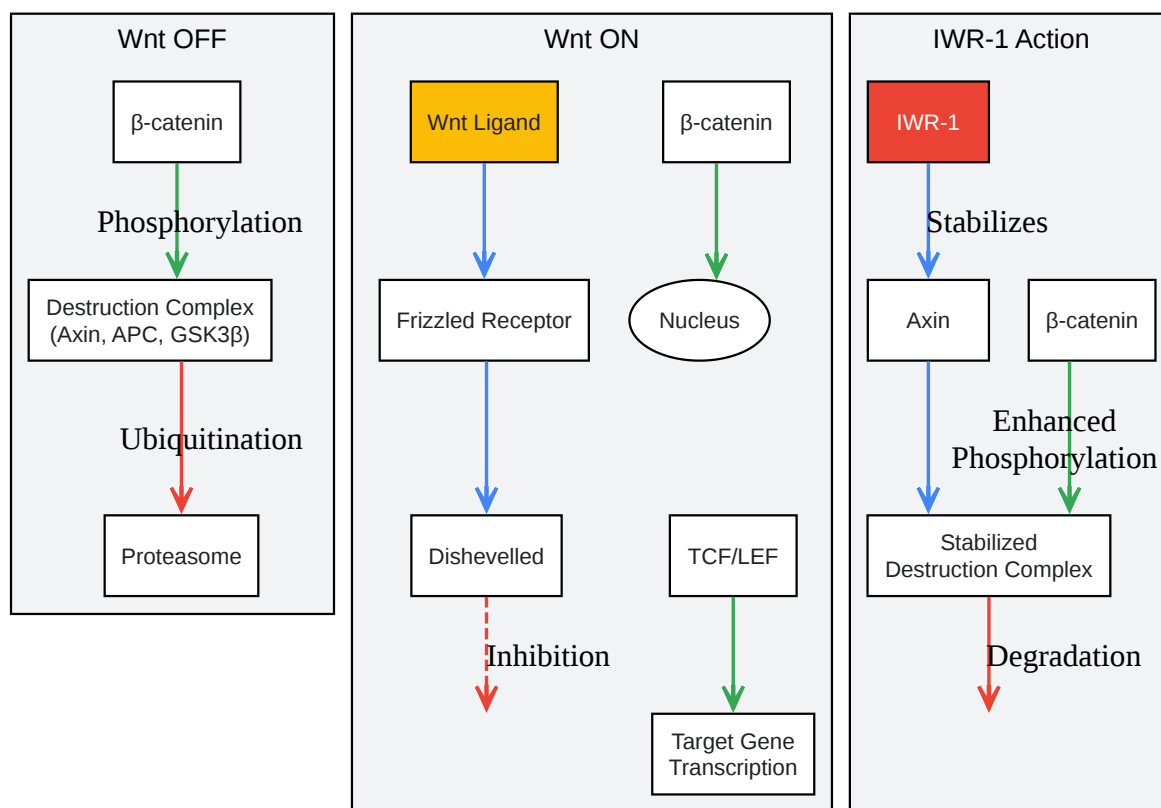 Wnt OFF
β-catenin
Phosphorylation
Destruction Complex
(Axin, APC, GSK3β)
Ubiquitination
Proteasome
Wnt ON
Wnt Ligand
Frizzled Receptor
Dishevelled
Inhibition
β-catenin
Nucleus
TCF/LEF
Target Gene
Transcription
IWR-1 Action
IWR-1
Stabilizes
Axin
β-catenin
Enhanced
Phosphorylation
Stabilized
Destruction Complex
Degradation